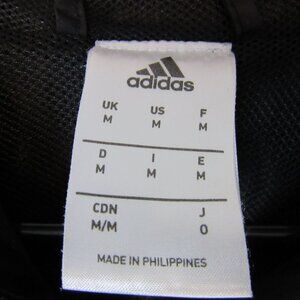 adidas
UK US F
M M M
D I E
M M M
CDN J
M/M O
MADE IN PHILIPPINES